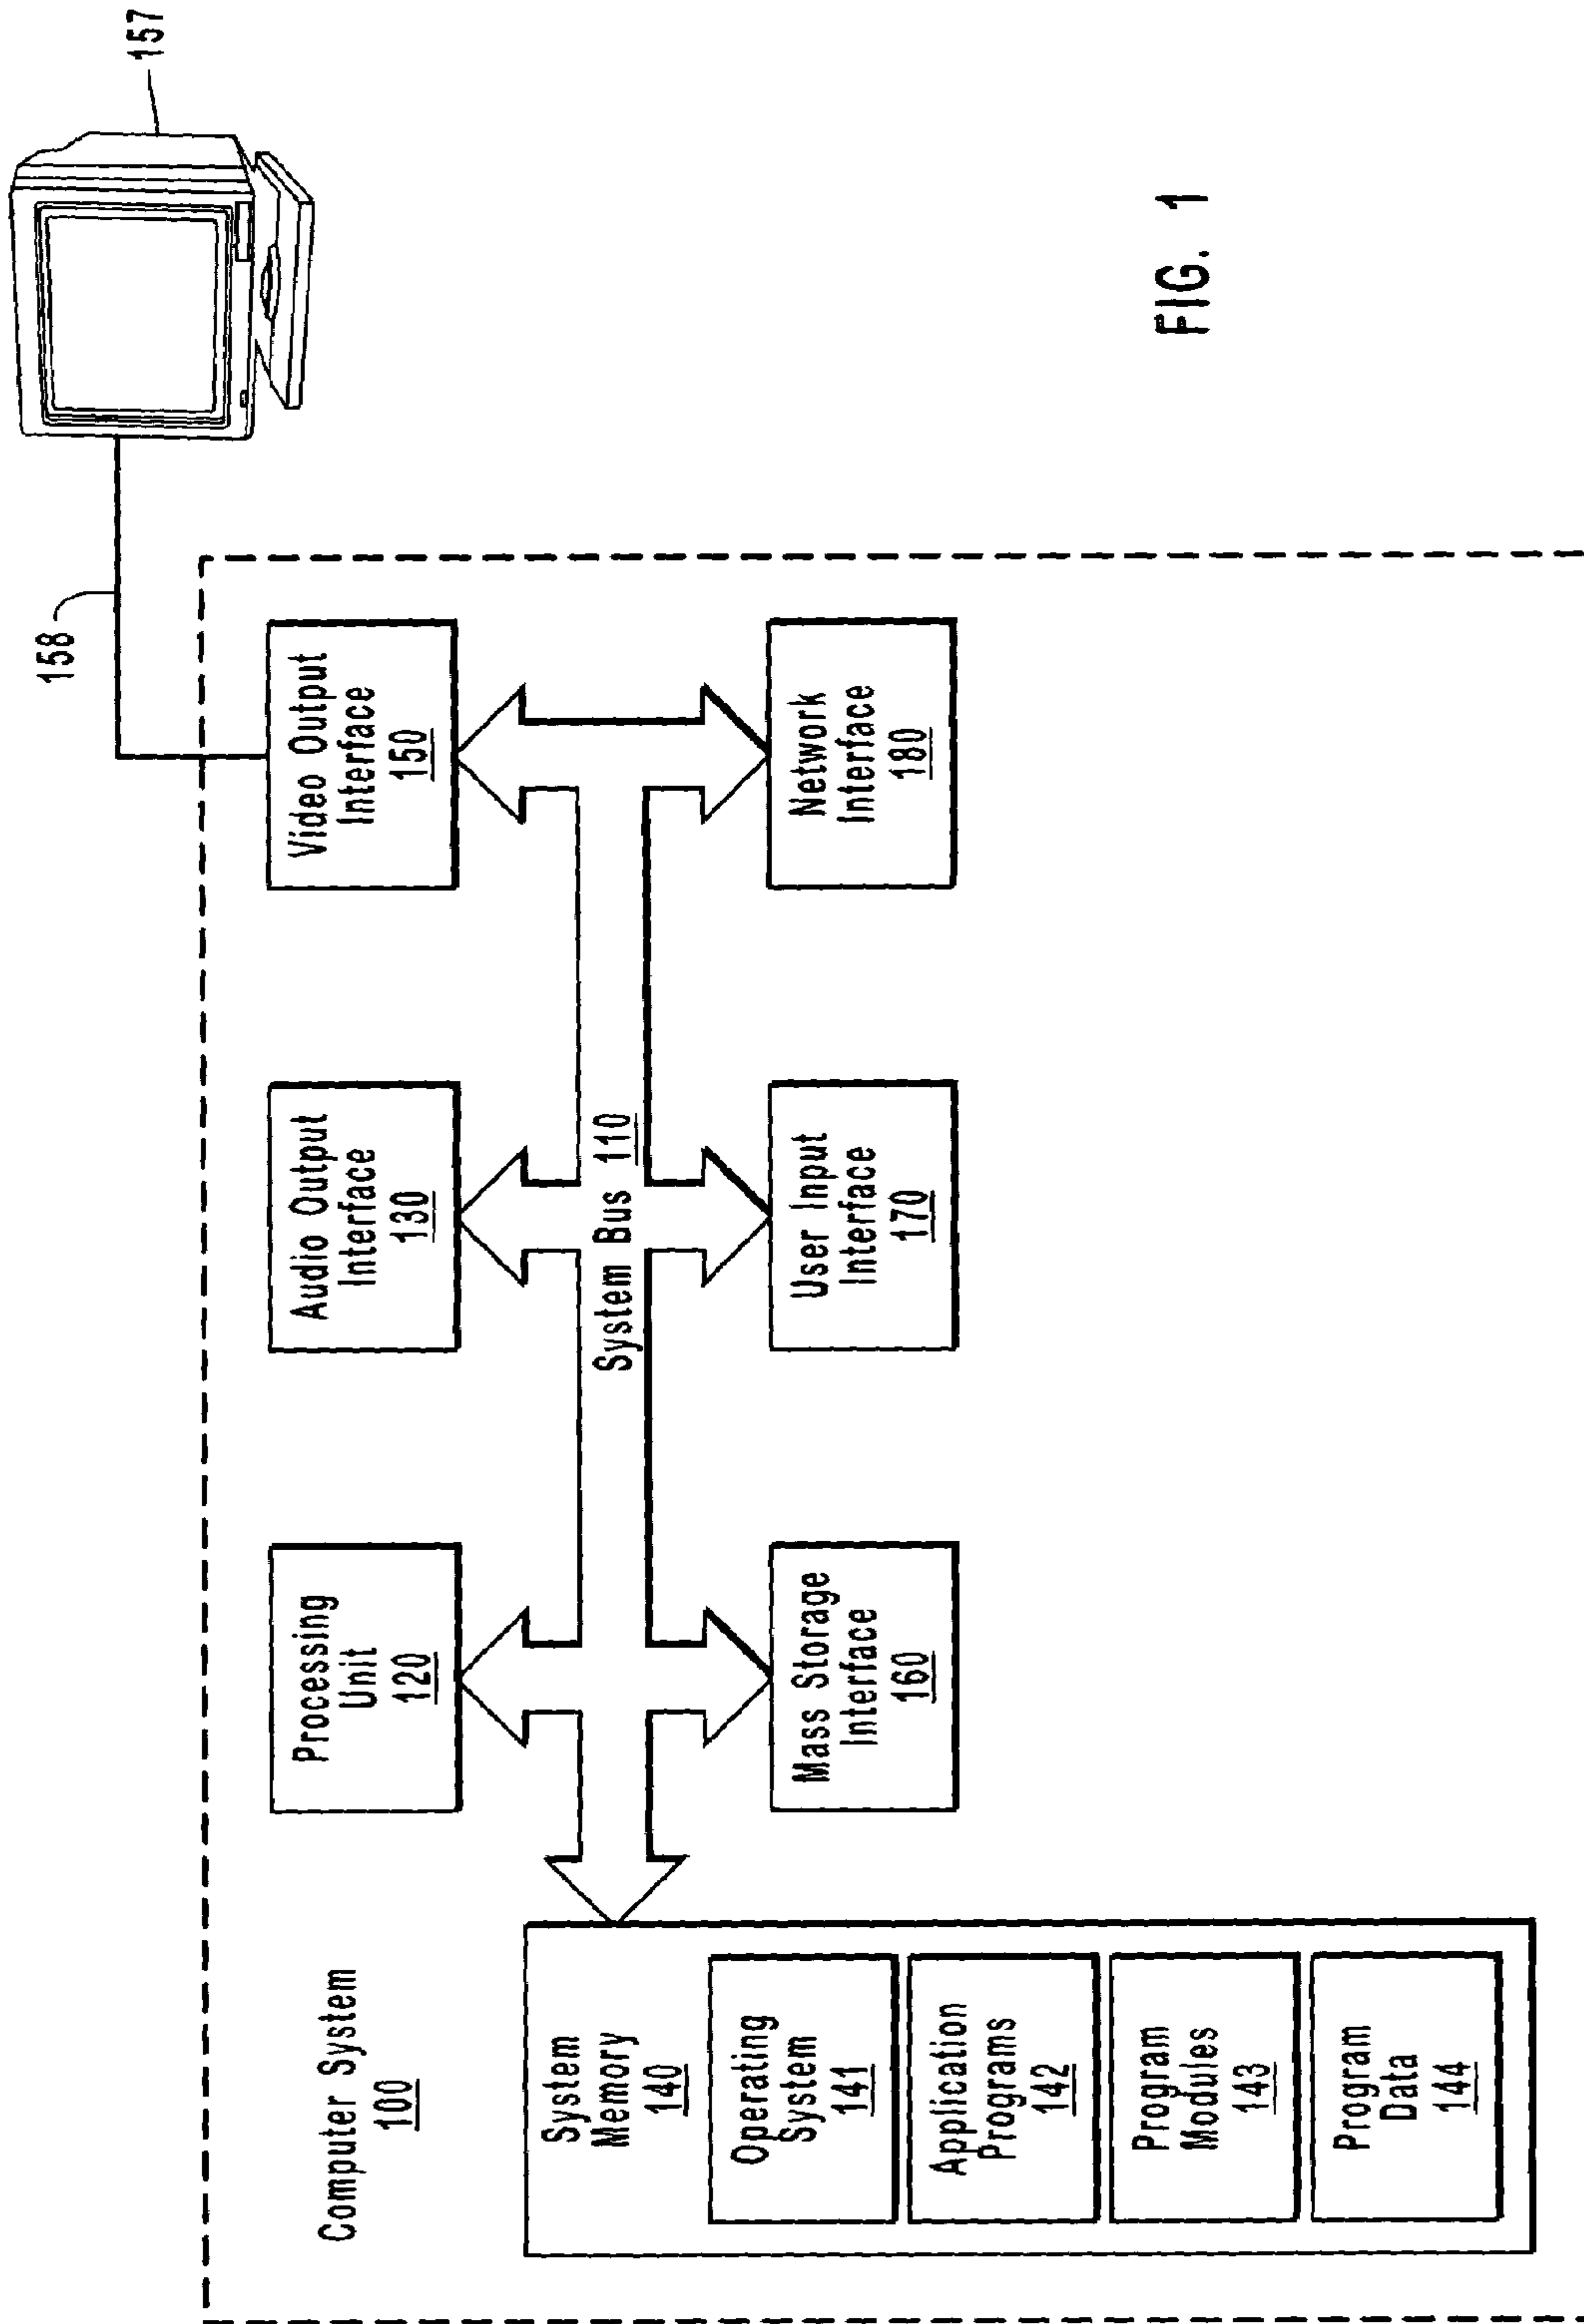 157
158
Computer System
100
Processing
Unit
120
Audio Output
Interface
130
Video Output
Interface
150
System Bus 110
System
Memory
140
Operating
System
141
Application
Programs
142
Program
Modules
143
Program
Data
144
Mass Storage
Interface
160
User Input
Interface
170
Network
Interface
180
FIG. 1